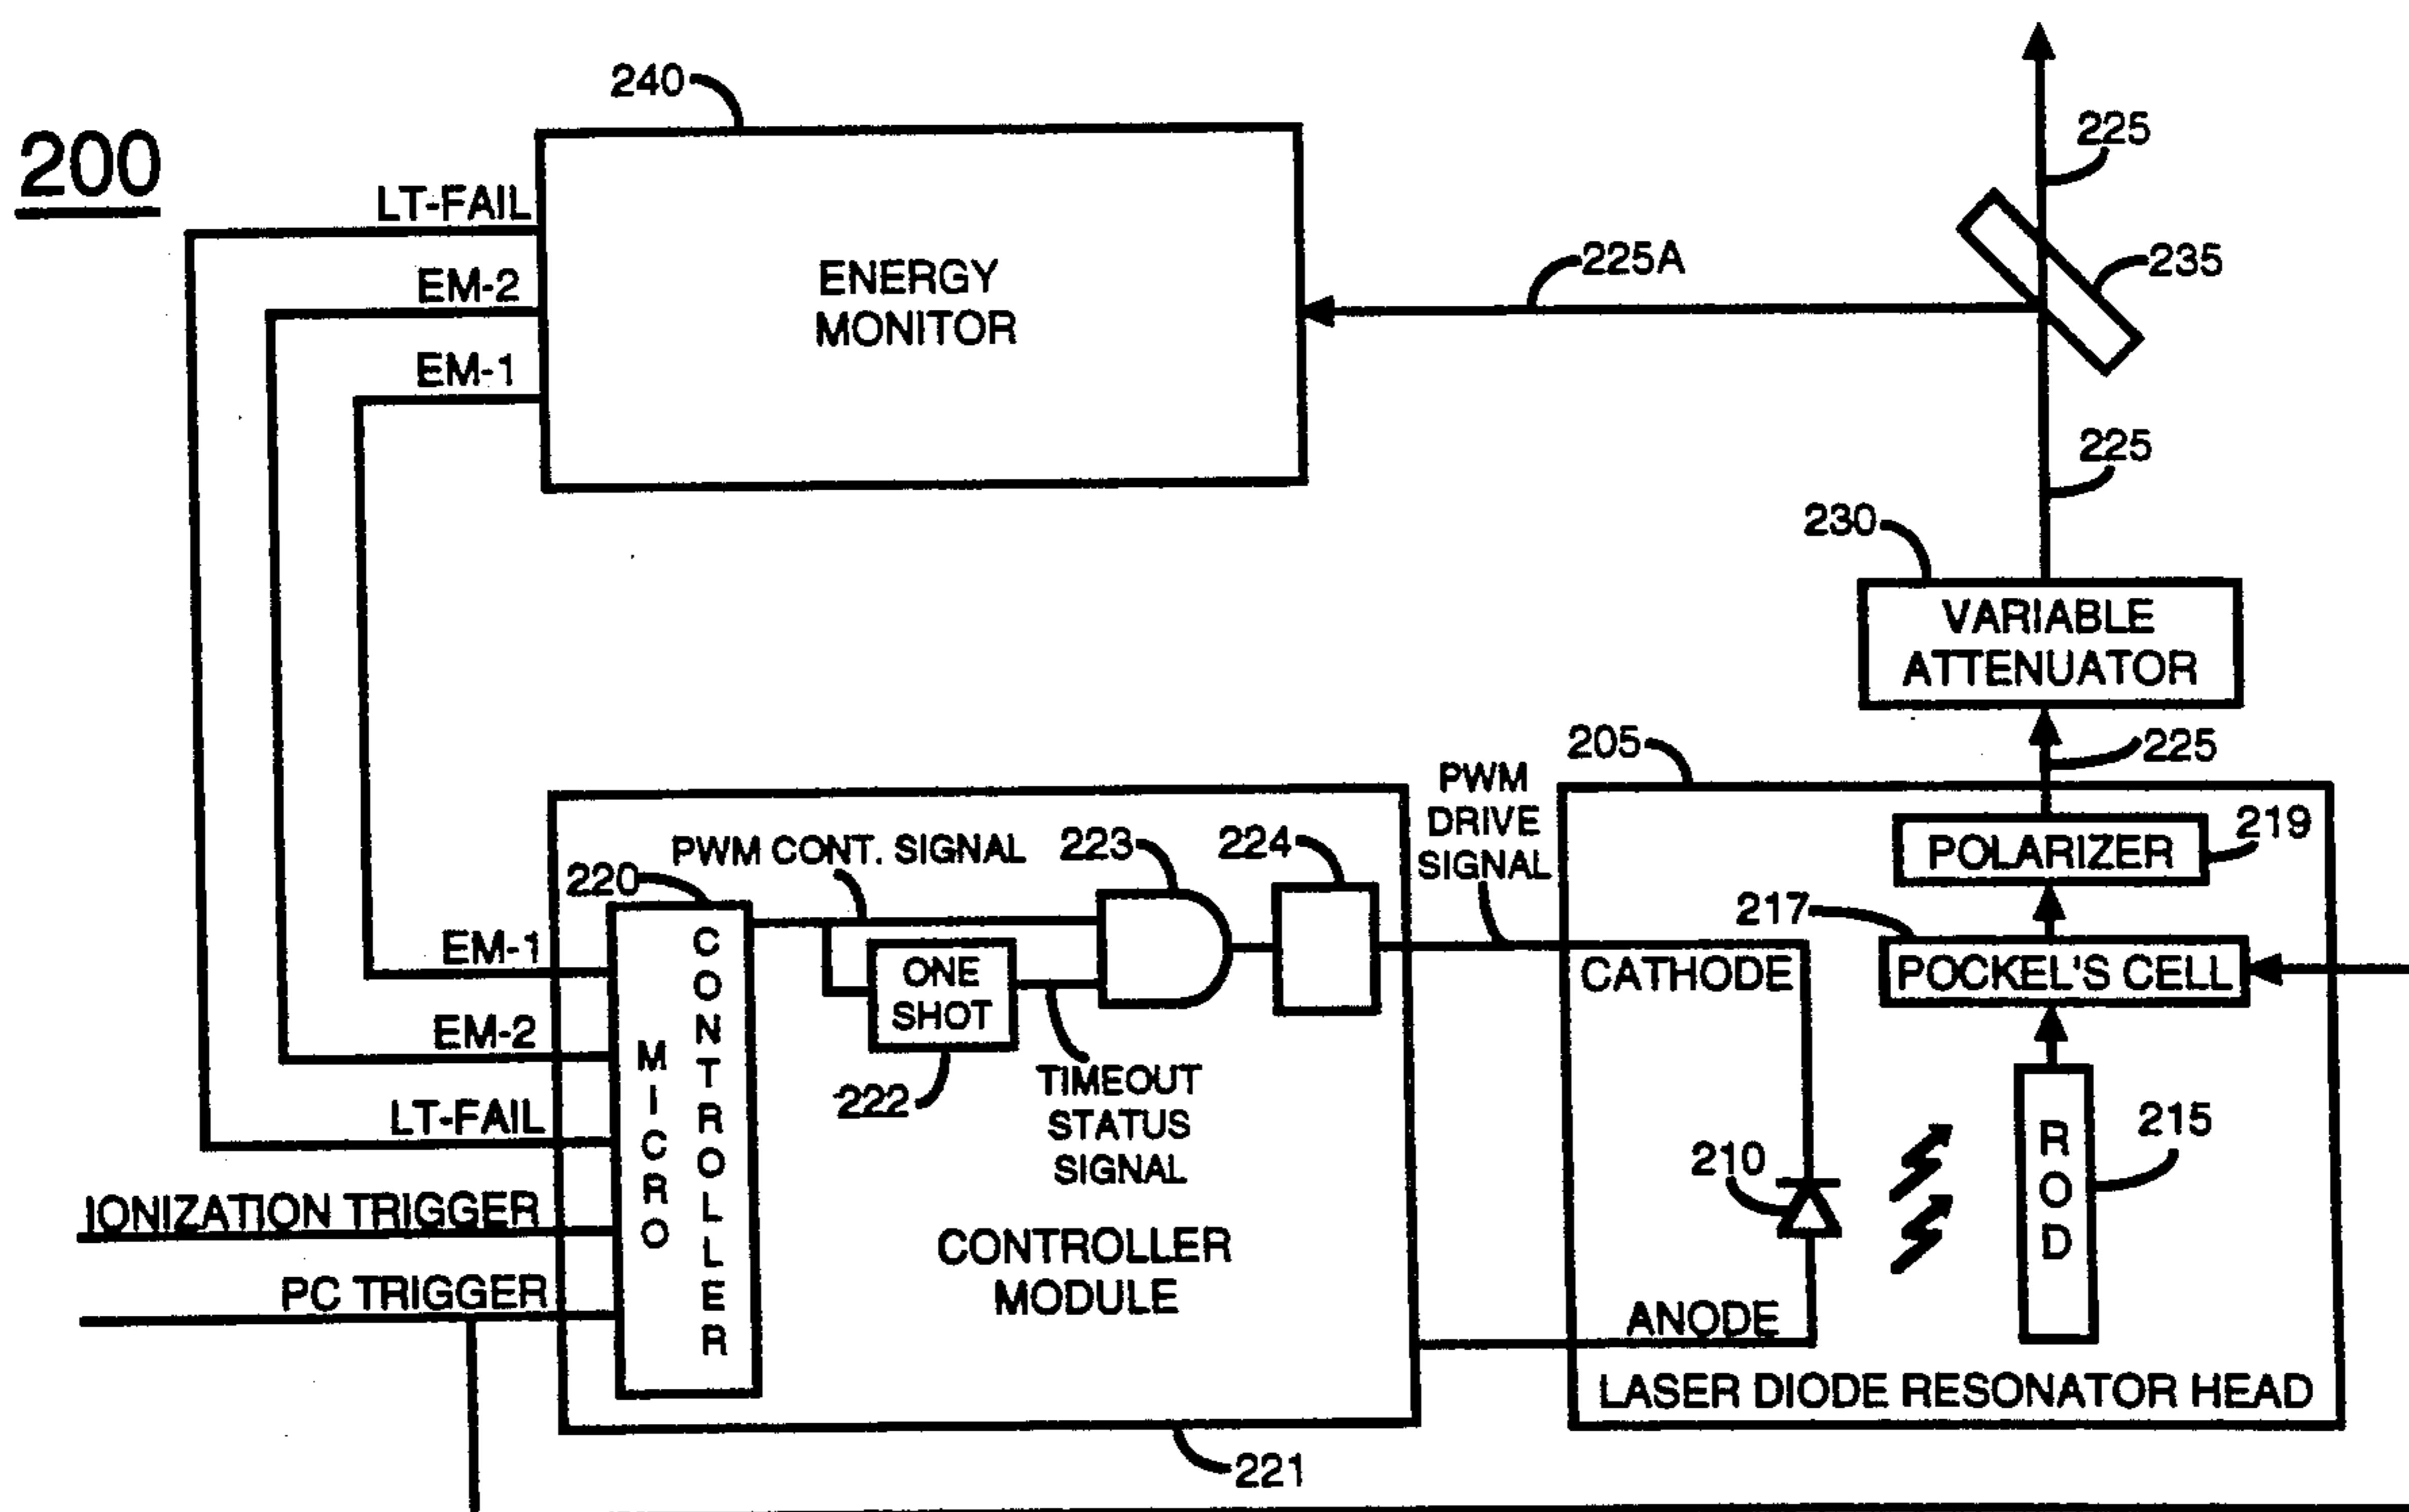 240
200
LT-FAIL
EM-2
EM-1
ENERGY
MONITOR
225A
225
235
225
230
VARIABLE
ATTENUATOR
225
205
PWM
DRIVE
SIGNAL
PWM CONT. SIGNAL
223
224
219
POLARIZER
217
POCKEL'S CELL
220
EM-1
EM-2
LT-FAIL
IONIZATION TRIGGER
PC TRIGGER
MICRO
CONTROLLER
ONE
SHOT
222
TIMEOUT
STATUS
SIGNAL
CONTROLLER
MODULE
221
CATHODE
210
ANODE
ROD
215
LASER DIODE RESONATOR HEAD